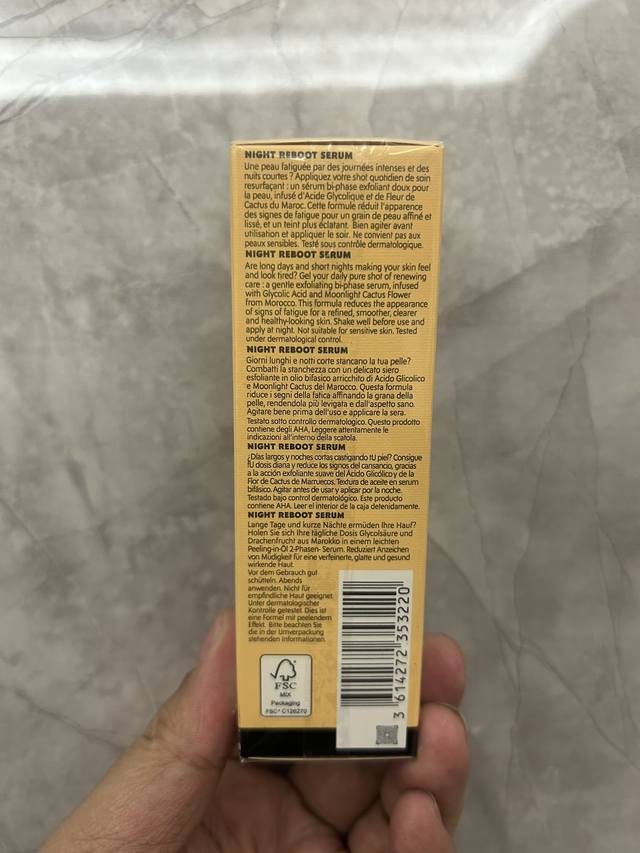 NIGHT REBOOT SERUM
Une peau fatiguée par des journées intenses et des
nuits courtes ? Appliquez votre shot quotidien de soin
resurfaçant : un sérum bi-phase exfoliant doux pour
la peau, infusé d'Acide Glycolique et de Fleur de
Cactus du Maroc. Cette formule réduit l'apparence
des signes de fatigue pour un grain de peau affiné et
lissé, et un teint plus éclatant. Bien agiter avant
utilisation et appliquer le soir. Ne convient pas aux
peaux sensibles. Testé sous contrôle dermatologique.
NIGHT REBOOT SERUM
Are long days and short nights making your skin feel
and look tired? Gel your daily pure shot of renewing
care : a gentle exfoliating bi-phase serum, infused
with Glycolic Acid and Moonlight Cactus Flower
from Morocco. This formula reduces the appearance
of signs of fatigue for a refined, smoother, clearer
and healthy-looking skin. Shake well before use and
apply at night. Not suitable for sensitive skin. Tested
under dermatological control.
NIGHT REBOOT SERUM
Giorni lunghi e notti corte stancano la tua pelle?
Combatti la stanchezza con un delicato siero
esfoliante in olio bifasico arricchito di Acido Glicolico
e Moonlight Cactus del Marocco. Questa formula
riduce i segni della fatica affinando la grana della
pelle, rendendola più levigata e dall'aspetto sano.
Agitare bene prima dell'uso e applicare la sera.
Testato sotto controllo dermatologico. Questo prodotto
contiene degli AHA. Leggere attentamente le
indicazioni all'interno della scatola.
NIGHT REBOOT SERUM
¿Días largos y noches cortas castigando tU piel? Consigue
tU dosis diana y reduce los signos del cansancio, gracias
a la acción exfoliante suave del Acido Glicólico y de la
Flor de Cactus de Marruecos. Textura de aceite en serum
bifásico. Agitar antes de usar y aplicar por la noche.
Testado bajo control dermatológico. Este producto
contiene AHA. Leer el interior de la caja detenidamente.
NIGHT REBOOT SERUM
Lange Tage und kurze Nächte ermüden Ihre Haut?
Holen Sie sich Ihre tägliche Dosis Glycolsäure und
Drachenfrucht aus Marokko in einem leichten
Peeling-in-Öl 2-Phasen- Serum. Reduziert Anzeichen
von Müdigkeit für eine verfeinerte, glatte und gesund
wirkende Haut.
Vor dem Gebrauch gut
schütteln. Abends
anwenden. Nicht für
empfindliche Haut geeignet.
Unter dermatologischer
Kontrolle getestet. Dies ist
eine Formel mit peelendem
Effekt. Bitte beachten Sie
die in der Umverpackung
stehenden Informationen.
FSC
MIX
Packaging
FSC® C126270
3 614272 353220